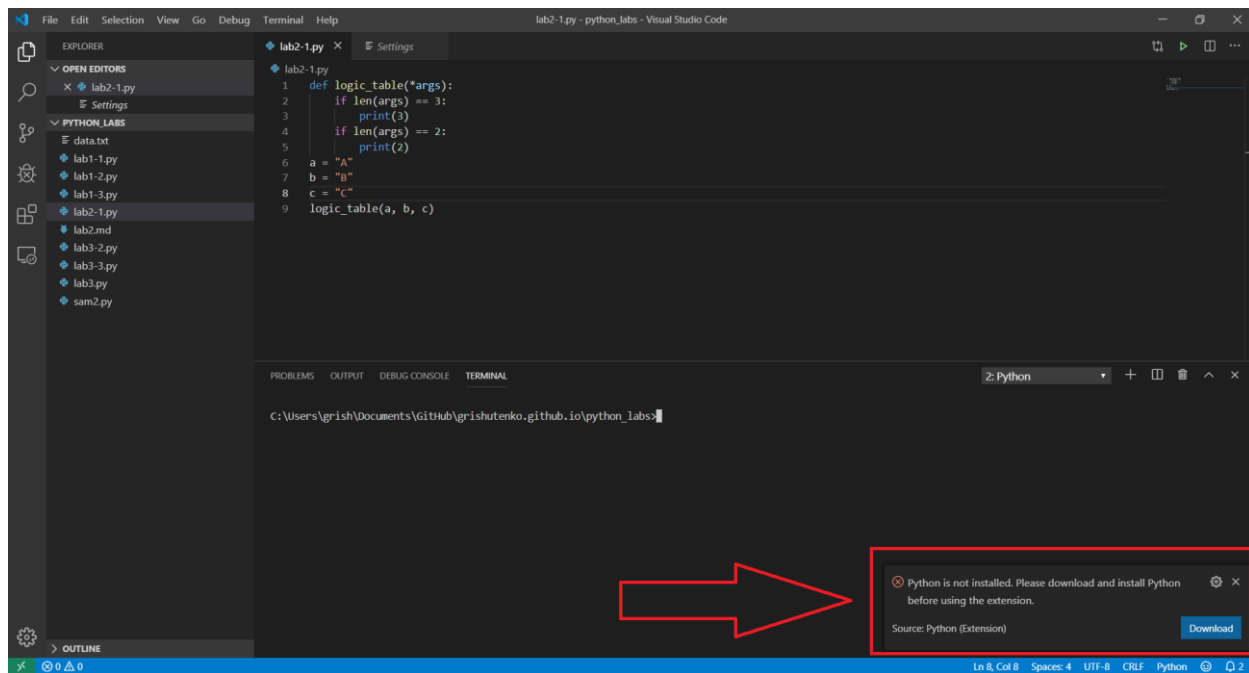 File Edit Selection View Go Debug Terminal Help
lab2-1.py - python_labs - Visual Studio Code
EXPLORER
OPEN EDITORS
lab2-1.py
Settings
PYTHON_LABS
data.txt
lab1-1.py
lab1-2.py
lab1-3.py
lab2-1.py
lab2.md
lab3-2.py
lab3-3.py
lab3.py
sam2.py
OUTLINE
lab2-1.py Settings
lab2-1.py
1 def logic_table(*args):
2 if len(args) == 3:
3 print(3)
4 if len(args) == 2:
5 print(2)
6 a = "A"
7 b = "B"
8 c = "C"
9 logic_table(a, b, c)
PROBLEMS OUTPUT DEBUG CONSOLE TERMINAL
2: Python
C:\Users\grish\Documents\GitHub\grishutenko.github.io\python_labs>
Python is not installed. Please download and install Python
before using the extension.
Source: Python (Extension)
Download
0 0
Ln 8, Col 8 Spaces: 4 UTF-8 CRLF Python 2